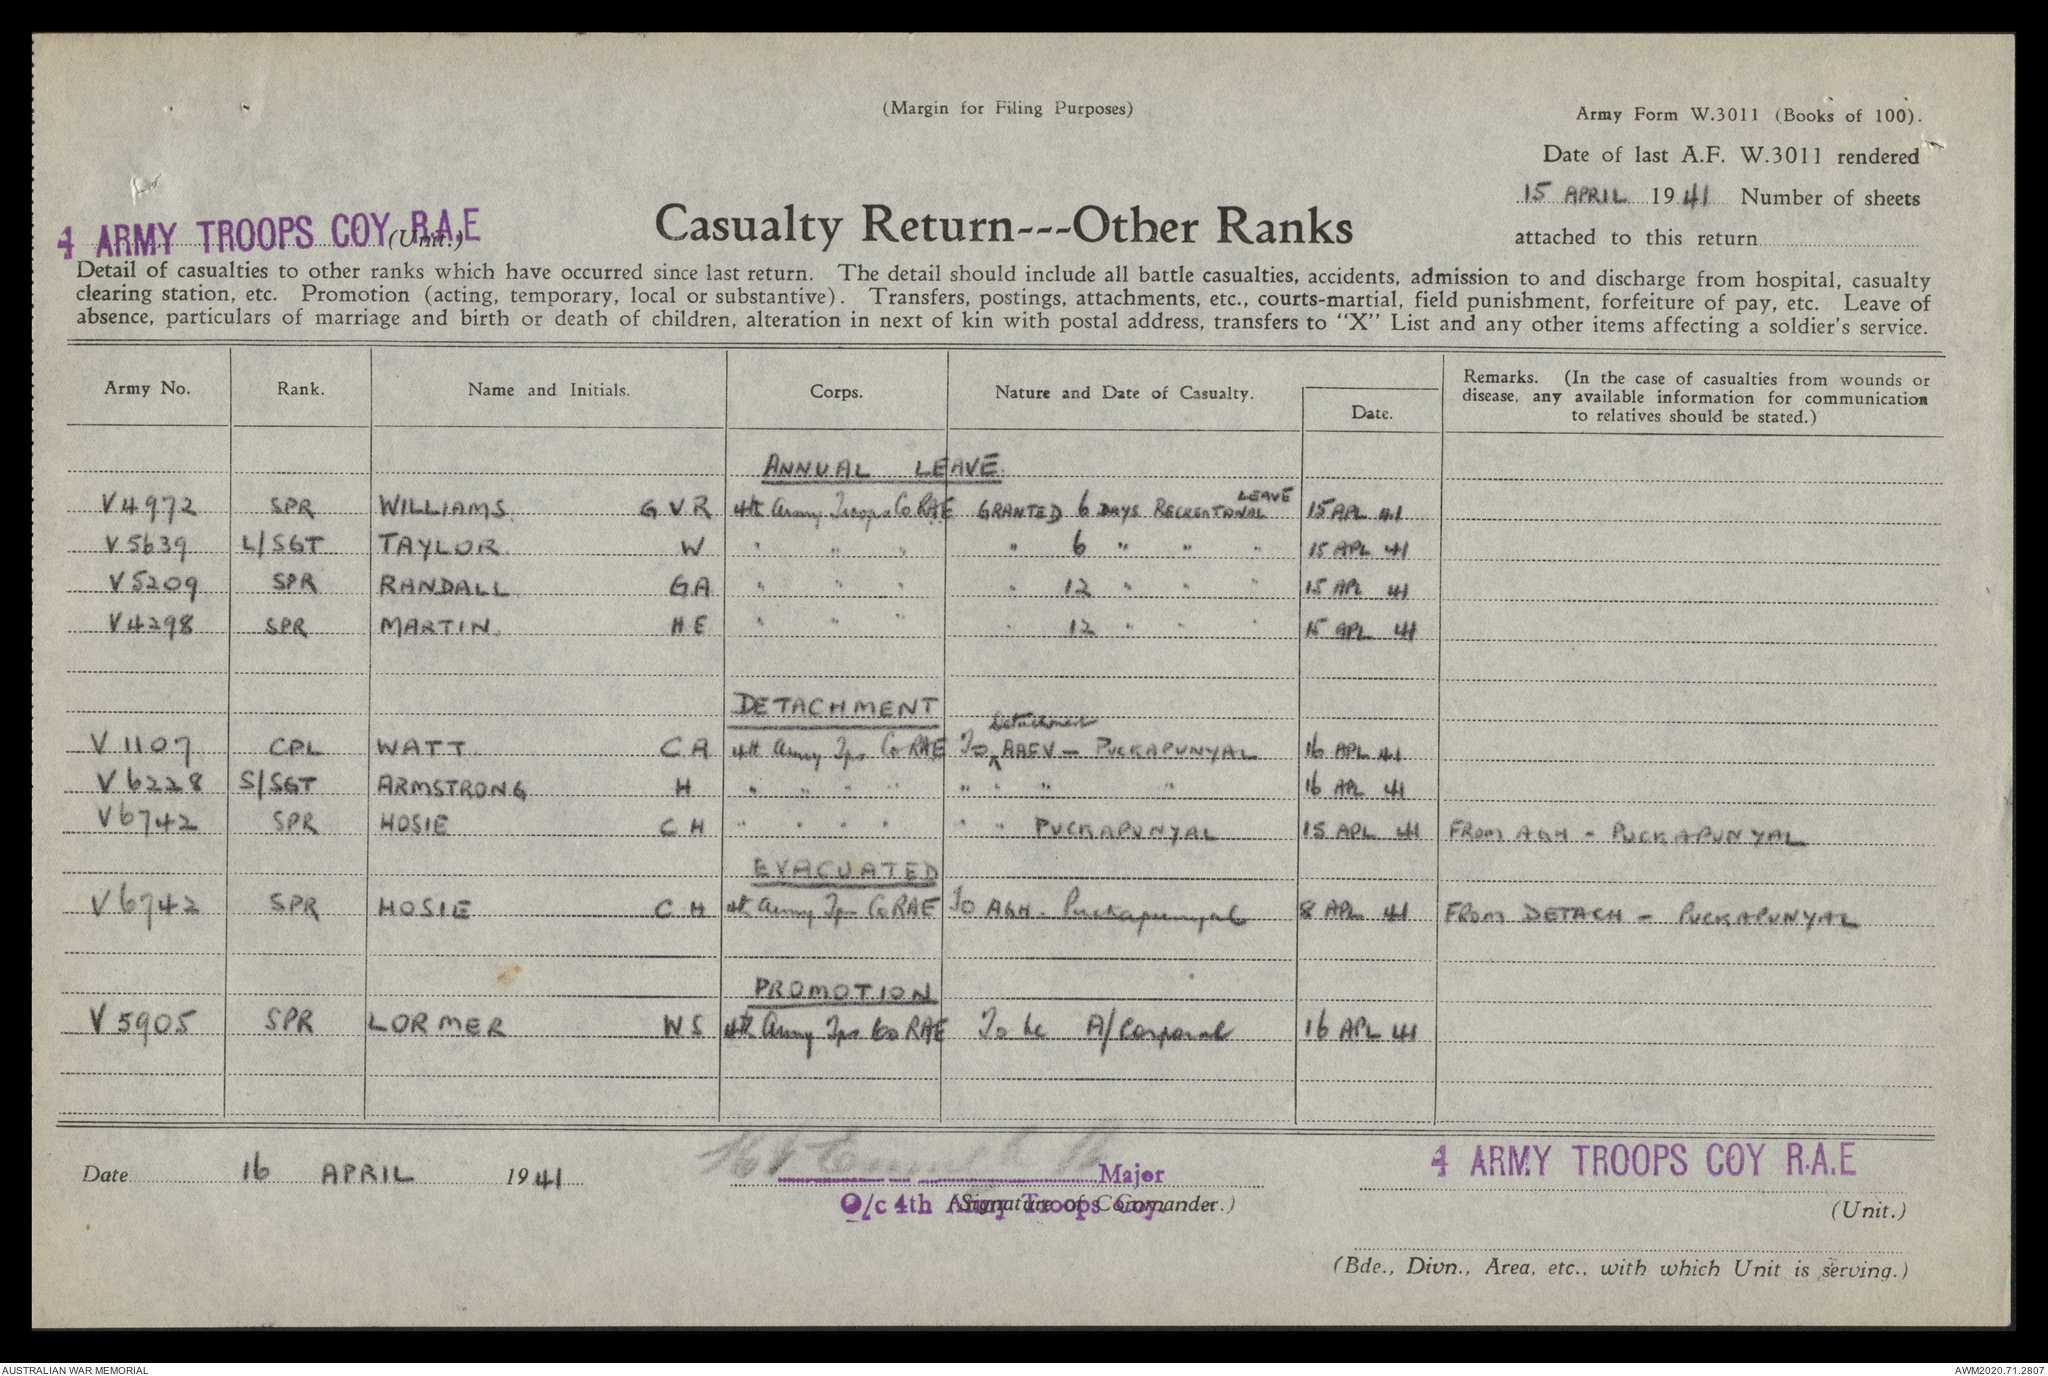 (Margin for Filing Purposes)
Army Form W.3011 (Books of 100).
Date of last A.F. W.3011 rendered
15 APRIL 1941 Number of sheets
attached to this return
4 ARMY TROOPS COY R.A.E (Unit.)
Casualty Return---Other Ranks
Detail of casualties to other ranks which have occurred since last return. The detail should include all battle casualties, accidents, admission to and discharge from hospital, casualty
clearing station, etc. Promotion (acting, temporary, local or substantive). Transfers, postings, attachments, etc., courts-martial, field punishment, forfeiture of pay, etc. Leave of
absence, particulars of marriage and birth or death of children, alteration in next of kin with postal address, transfers to "X" List and any other items affecting a soldier's service.
Army No. Rank. Name and Initials. Corps. Nature and Date of Casualty. Date. Remarks. (In the case of casualties from wounds or
disease, any available information for communication
to relatives should be stated.)
ANNUAL LEAVE
V4972 SPR WILLIAMS G V R 4th Army Troops Co RAE GRANTED 6 DAYS RECREATONAL LEAVE 15 APL 41
V5639 L/SGT TAYLOR W " " " " 6 " " " 15 APL 41
V5209 SPR RANDALL G A " " " " 12 " " " 15 APL 41
V4298 SPR MARTIN H E " " " " 12 " " " 15 APL 41
DETACHMENT
V1107 CPL WATT C A 4th Army Tps Co RAE To Detachment AAEV - PUCKAPUNYAL 16 APL 41
V6228 S/SGT ARMSTRONG H " " " " " " " " 16 APL 41
V6742 SPR HOSIE C H " " " " " " PUCKAPUNYAL 15 APL 41 FROM AGH - PUCKAPUNYAL
EVACUATED
V6742 SPR HOSIE C H 4th Army Tps Co RAE To AGH - Puckapunyal 8 APL 41 FROM DETACH - PUCKAPUNYAL
PROMOTION
V5905 SPR LORMER W S 4th Army Tps Co RAE To be A/Corporal 16 APL 41
Date 16 APRIL 1941
Major
O/c 4th Army Troops Coy.
(Signature of Commander.)
4 ARMY TROOPS COY R.A.E
(Unit.)
(Bde., Divn., Area, etc., with which Unit is serving.)
AUSTRALIAN WAR MEMORIAL
AWM2020.71.2807